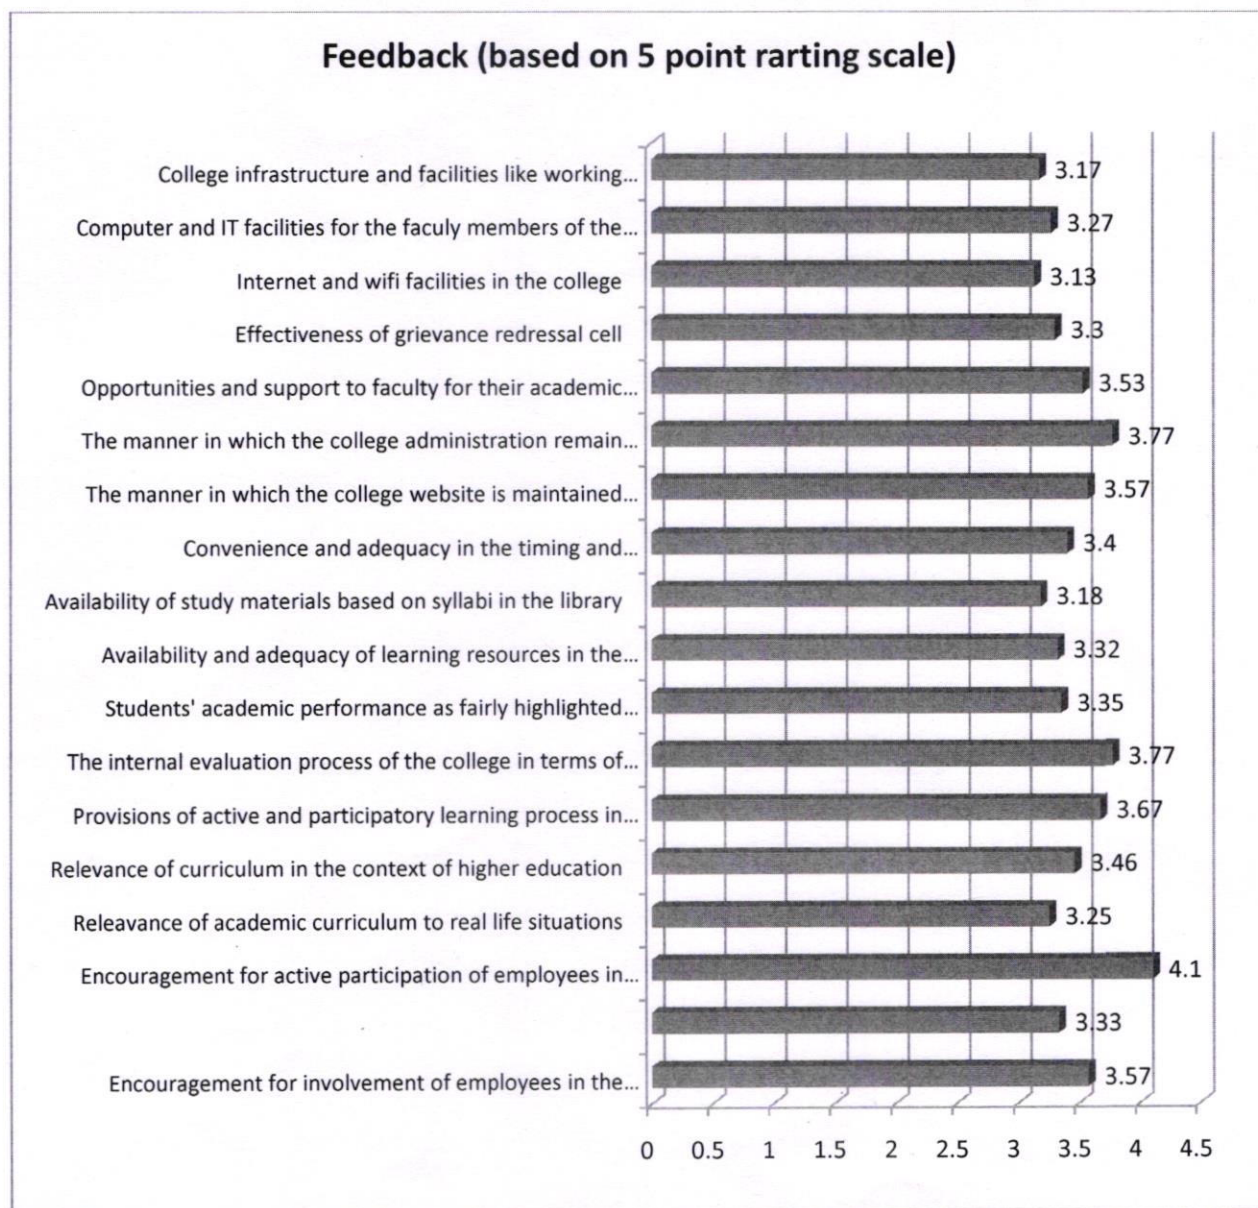 Feedback (based on 5 point rarting scale)
College infrastructure and facilities like working... 3.17
Computer and IT facilities for the faculy members of the... 3.27
Internet and wifi facilities in the college 3.13
Effectiveness of grievance redressal cell 3.3
Opportunities and support to faculty for their academic... 3.53
The manner in which the college administration remain... 3.77
The manner in which the college website is maintained... 3.57
Convenience and adequacy in the timing and... 3.4
Availability of study materials based on syllabi in the library 3.18
Availability and adequacy of learning resources in the... 3.32
Students' academic performance as fairly highlighted... 3.35
The internal evaluation process of the college in terms of... 3.77
Provisions of active and participatory learning process in... 3.67
Relevance of curriculum in the context of higher education 3.46
Releavance of academic curriculum to real life situations 3.25
Encouragement for active participation of employees in... 4.1
3.33
Encouragement for involvement of employees in the... 3.57
0 0.5 1 1.5 2 2.5 3 3.5 4 4.5